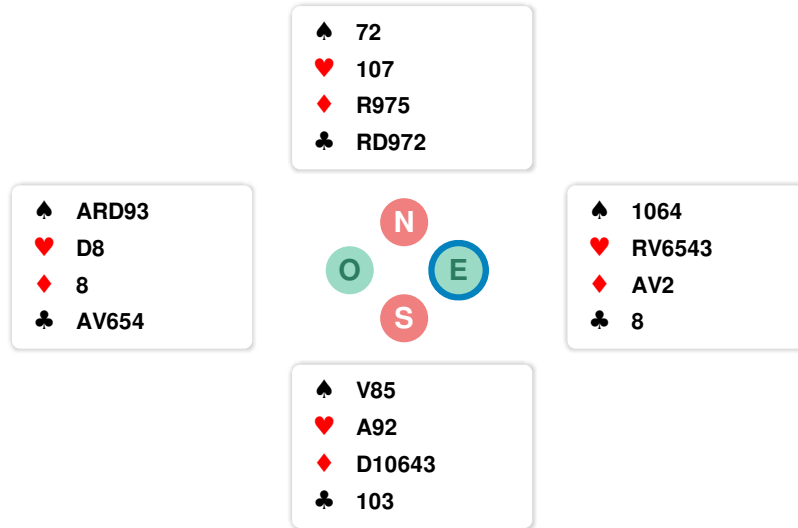 ♠ 72
♥ 107
♦ R975
♣ RD972
♠ ARD93
♥ D8
♦ 8
♣ AV654
N
O E
S
♠ 1064
♥ RV6543
♦ AV2
♣ 8
♠ V85
♥ A92
♦ D10643
♣ 103